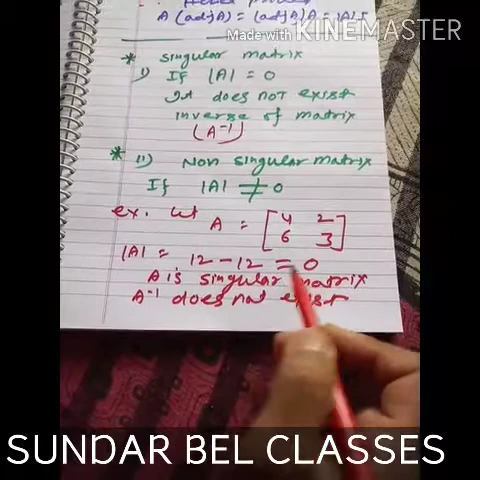 A (adj A) = (adj A) A = |A| I
Made with KINEMASTER
* Singular matrix
i) If |A| = 0
It does not exist
inverse of matrix
(A⁻¹)
* ii) Non singular matrix
If |A| ≠ 0
ex. Let A = [4 2
6 3]
|A| = 12 - 12 = 0
A is singular matrix
A⁻¹ does not exist
SUNDAR BEL CLASSES